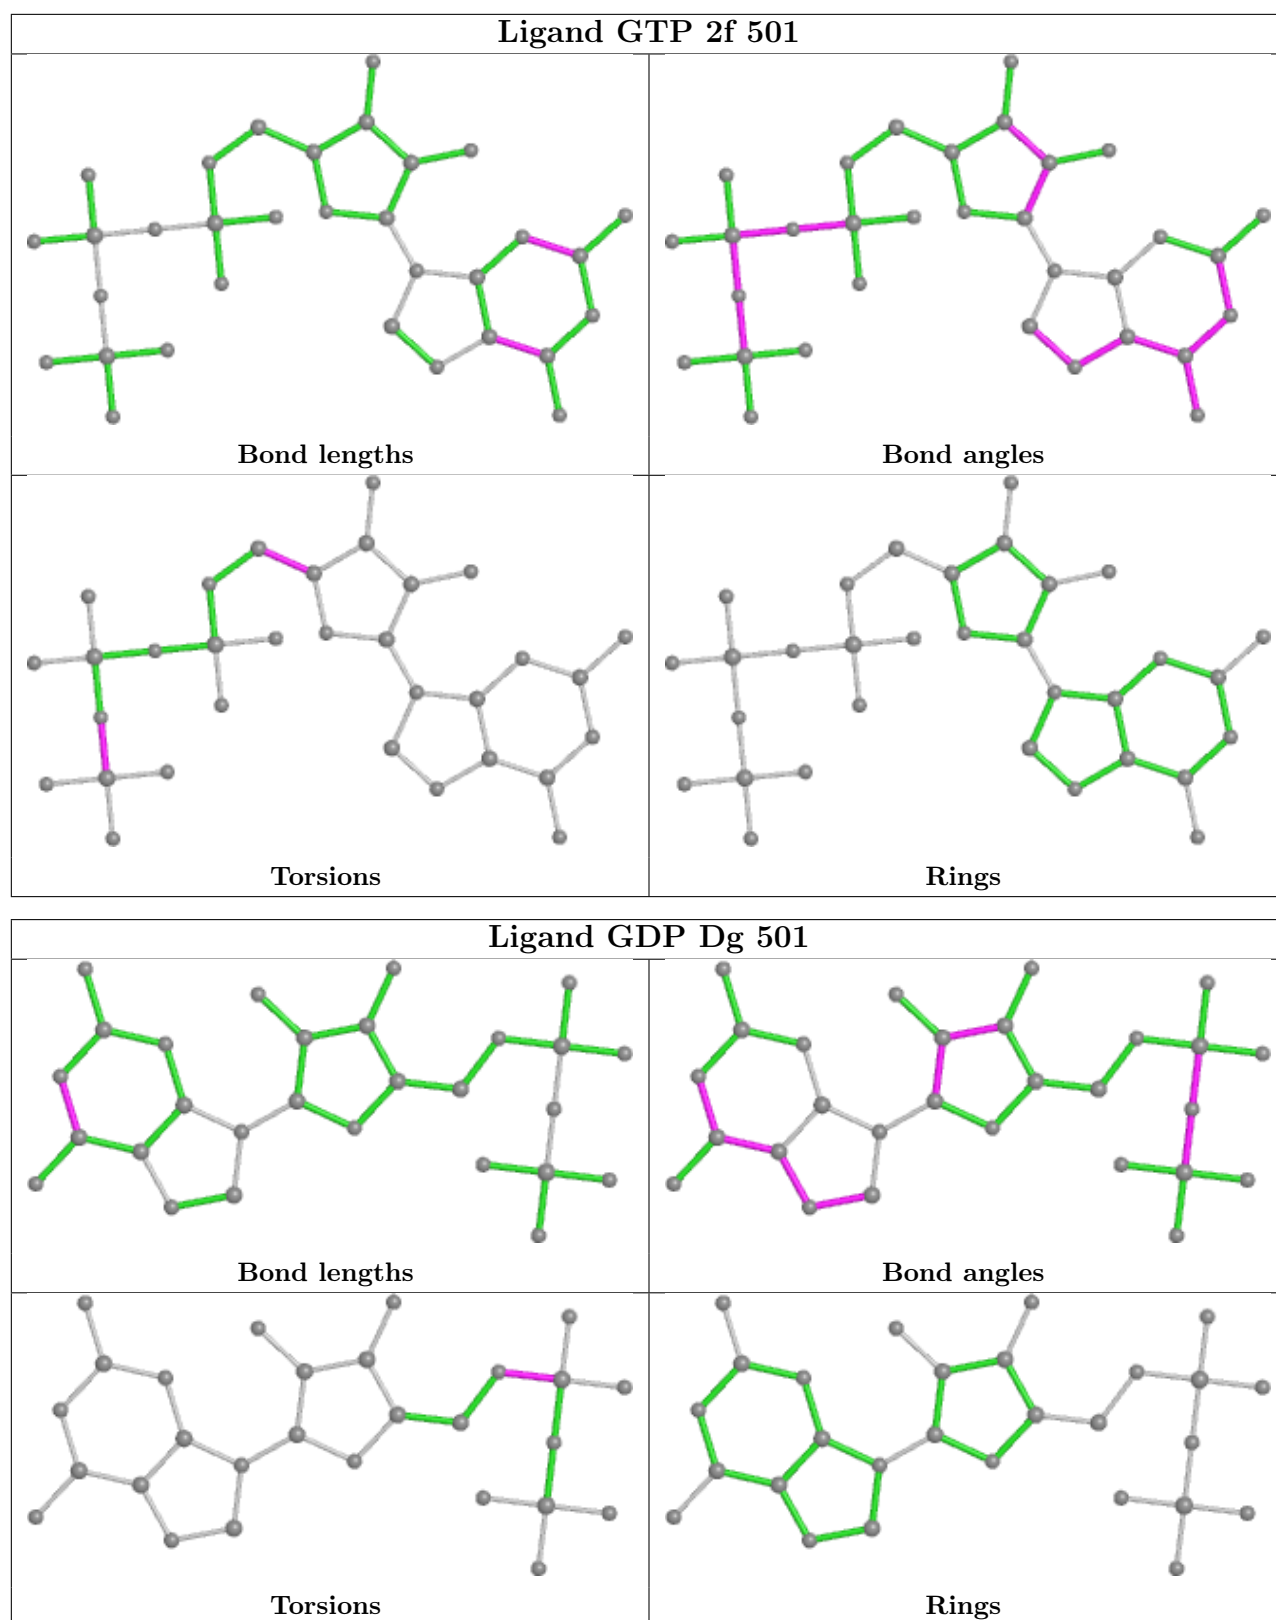 Ligand GTP 2f 501
Bond lengths
Bond angles
Torsions
Rings
Ligand GDP Dg 501
Bond lengths
Bond angles
Torsions
Rings